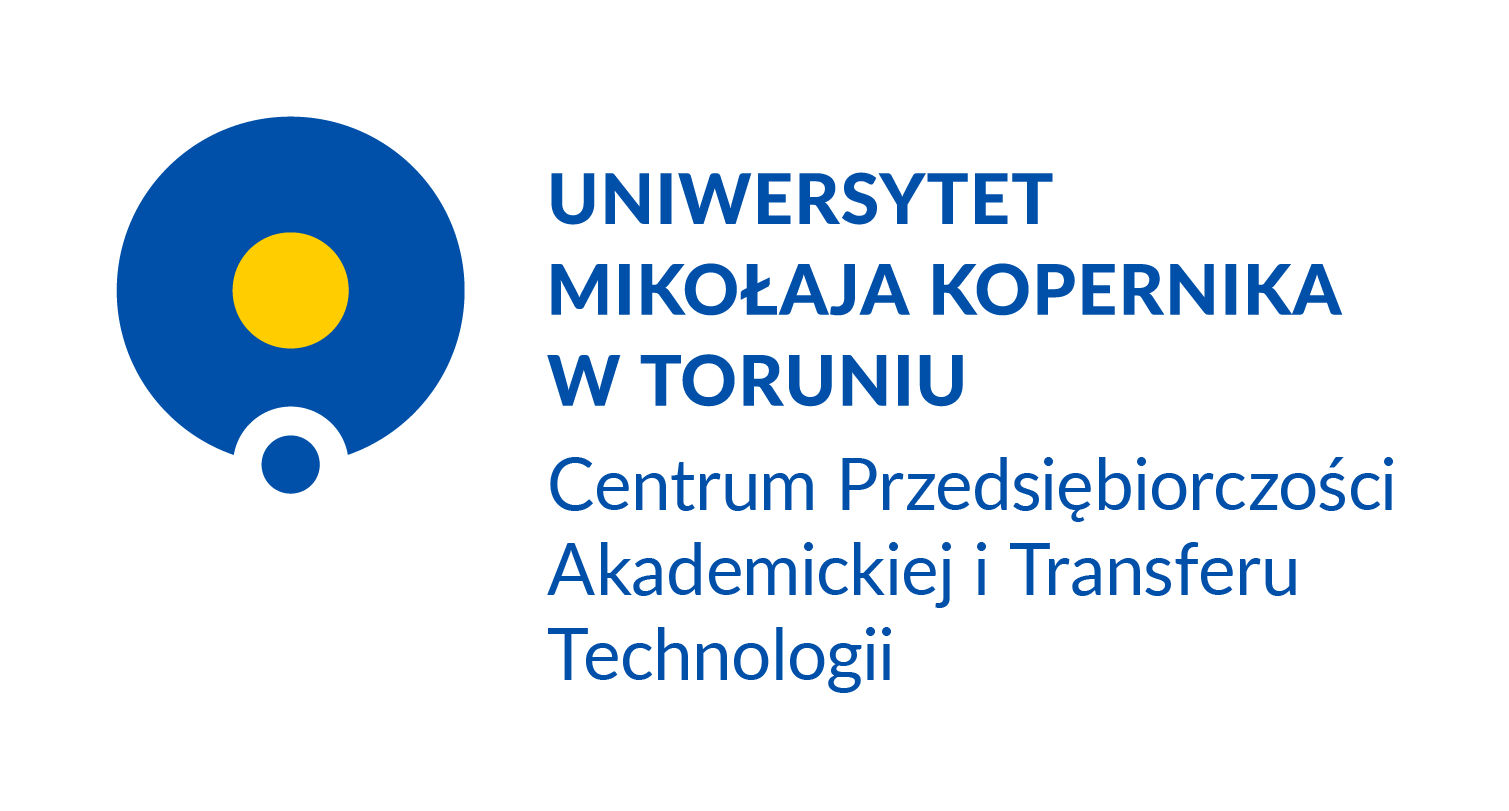 UNIWERSYTET
MIKOŁAJA KOPERNIKA
W TORUNIU
Centrum Przedsiębiorczości
Akademickiej i Transferu
Technologii